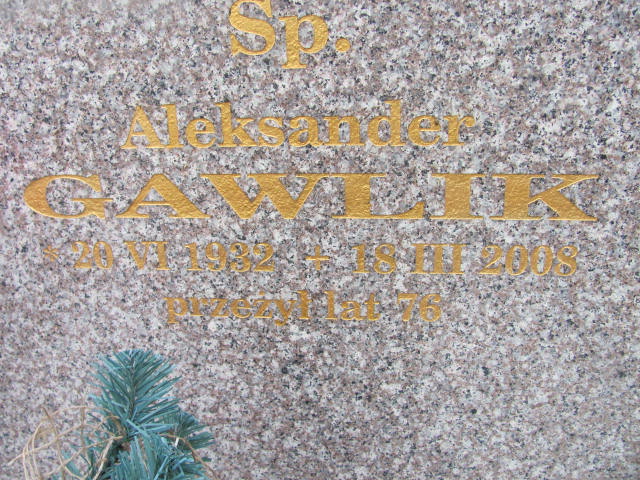 Sp.
Aleksander
GAWLIK
* 20 VI 1932 + 18 III 2008
przeżył lat 76